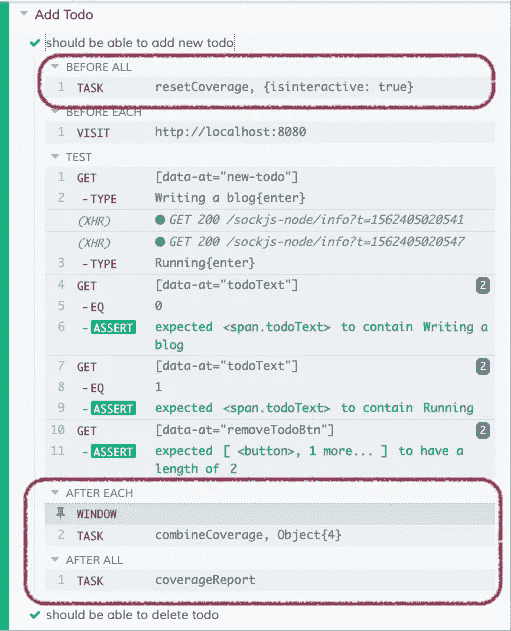 Add Todo
should be able to add new todo
BEFORE ALL
1 TASK resetCoverage, {isinteractive: true}
BEFORE EACH
1 VISIT http://localhost:8080
TEST
1 GET [data-at="new-todo"]
2 -TYPE Writing a blog{enter}
(XHR) GET 200 /sockjs-node/info?t=1562405020541
(XHR) GET 200 /sockjs-node/info?t=1562405020547
3 -TYPE Running{enter}
4 GET [data-at="todoText"] 2
5 -EQ 0
6 -ASSERT expected <span.todoText> to contain Writing a
blog
7 GET [data-at="todoText"] 2
8 -EQ 1
9 -ASSERT expected <span.todoText> to contain Running
10 GET [data-at="removeTodoBtn"] 2
11 -ASSERT expected [ <button>, 1 more... ] to have a
length of 2
AFTER EACH
WINDOW
2 TASK combineCoverage, Object{4}
AFTER ALL
1 TASK coverageReport
should be able to delete todo